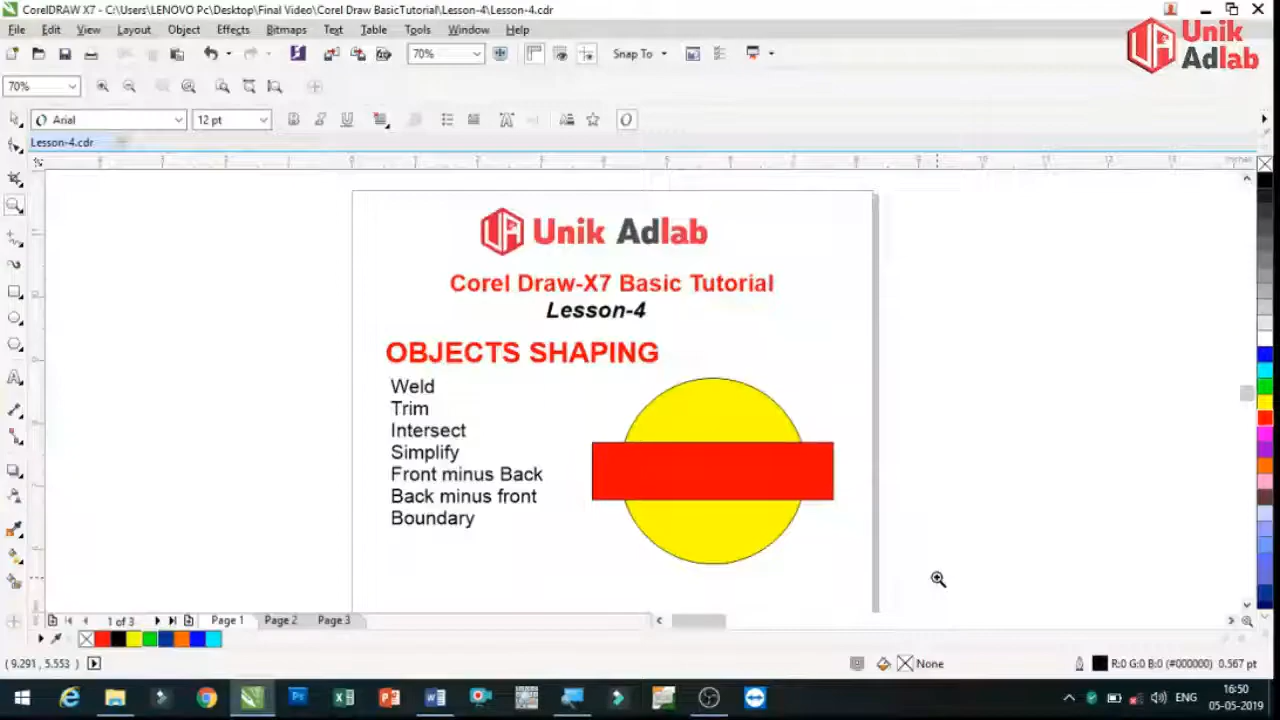 CorelDRAW X7 - C:\Users\LENOVO Pc\Desktop\Final Video\Corel Draw BasicTutorial\Lesson-4\Lesson-4.cdr
File Edit View Layout Object Effects Bitmaps Text Table Tools Window Help
Unik
Adlab
70% Snap To
70%
Arial 12 pt
Lesson-4.cdr
Unik Adlab
Corel Draw-X7 Basic Tutorial
Lesson-4
OBJECTS SHAPING
Weld
Trim
Intersect
Simplify
Front minus Back
Back minus front
Boundary
1 of 3 Page 1 Page 2 Page 3
(9.291, 5.553) None R:0 G:0 B:0 (#000000) 0.567 pt
ENG 16:50
05-05-2019